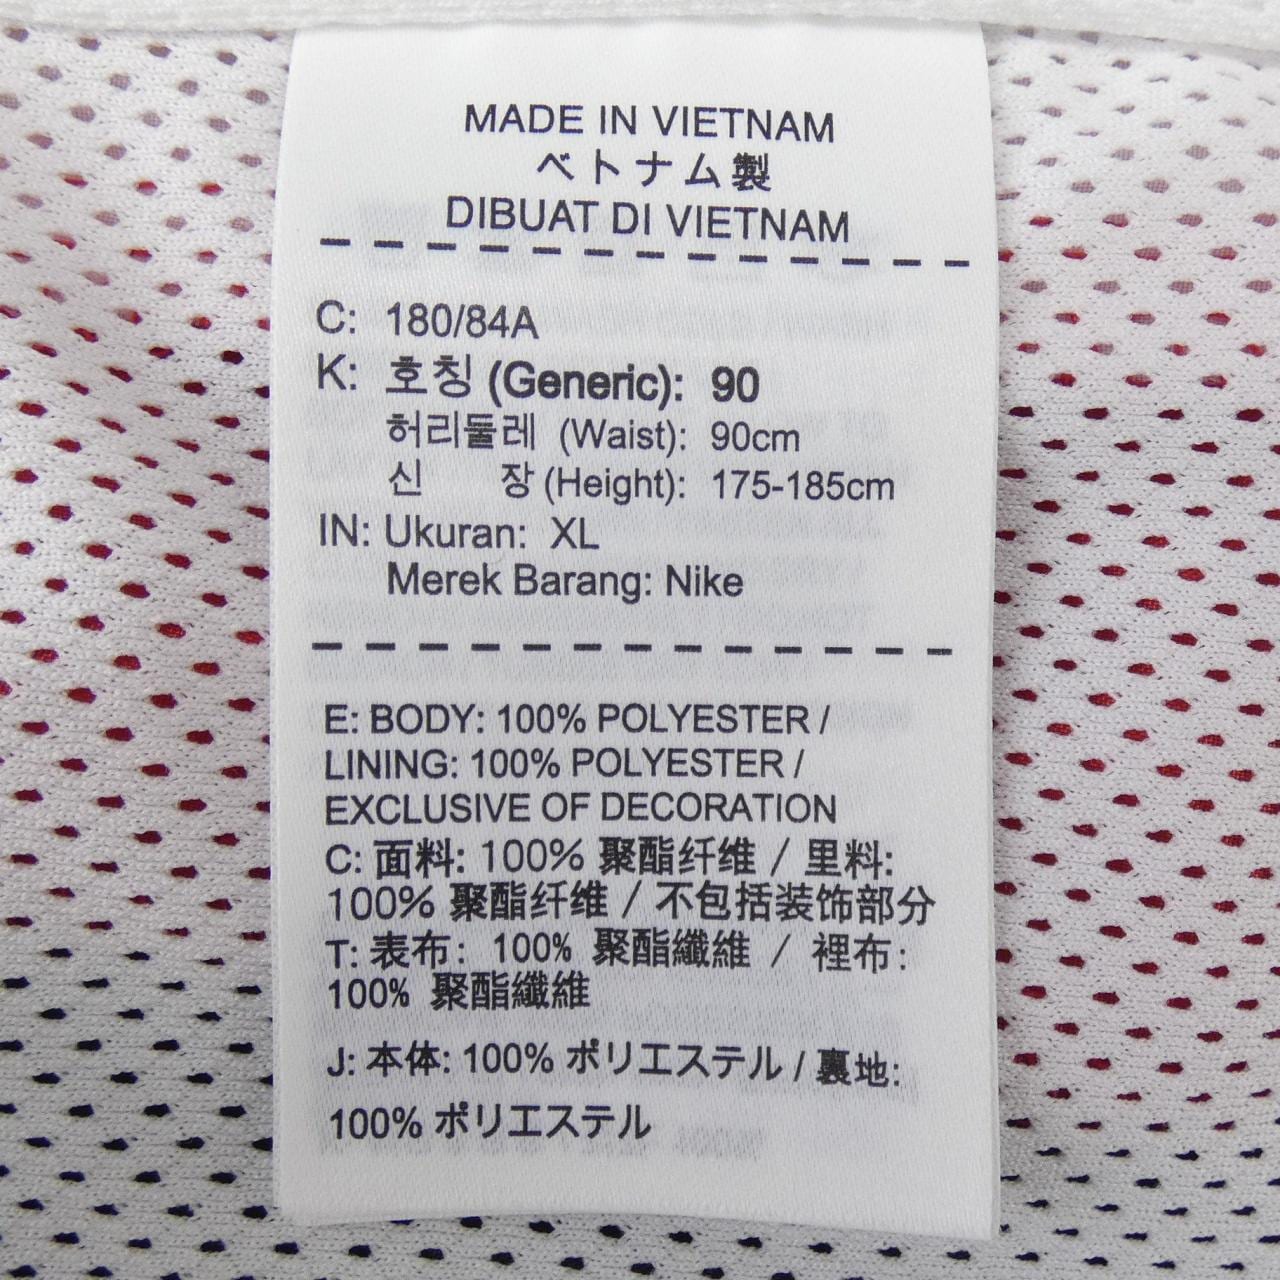 MADE IN VIETNAM
ベトナム製
DIBUAT DI VIETNAM
C: 180/84A
K: 호칭 (Generic): 90
허리둘레 (Waist): 90cm
신 장 (Height): 175-185cm
IN: Ukuran: XL
Merek Barang: Nike
E: BODY: 100% POLYESTER /
LINING: 100% POLYESTER /
EXCLUSIVE OF DECORATION
C: 面料: 100% 聚酯纤维 / 里料:
100% 聚酯纤维 / 不包括装饰部分
T: 表布: 100% 聚酯纖維 / 裡布:
100% 聚酯纖維
J: 本体: 100% ポリエステル / 裏地:
100% ポリエステル